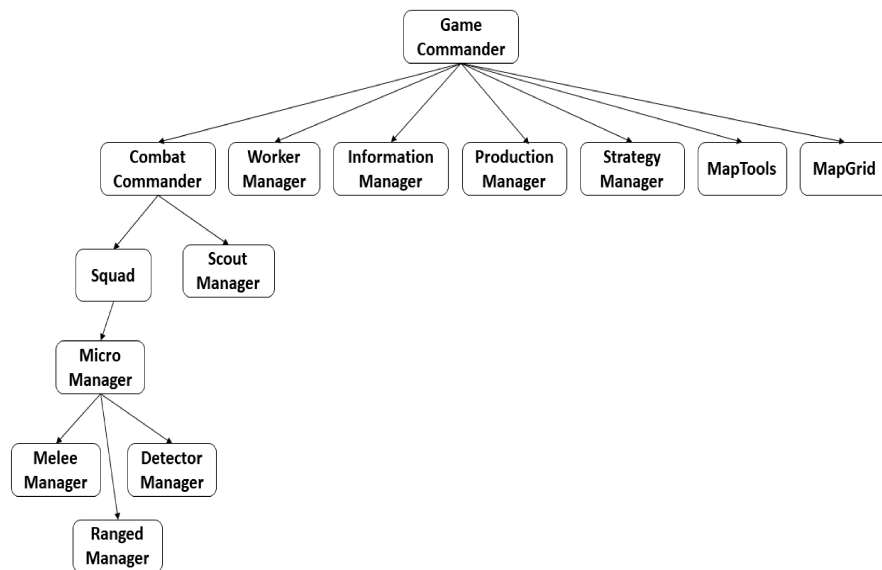 Game
Commander
Combat
Commander
Worker
Manager
Information
Manager
Production
Manager
Strategy
Manager
MapTools
MapGrid
Squad
Scout
Manager
Micro
Manager
Melee
Manager
Detector
Manager
Ranged
Manager